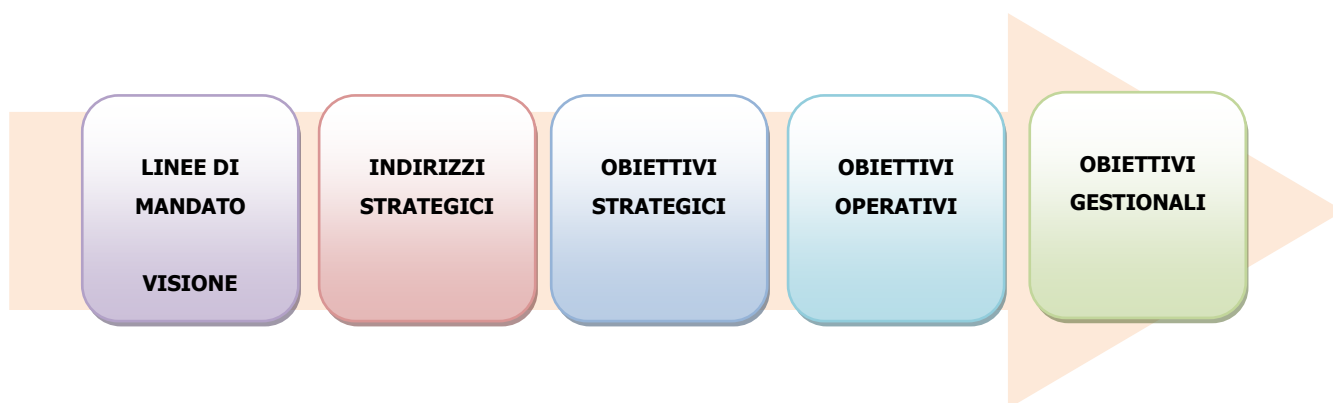 LINEE DI
MANDATO
VISIONE
INDIRIZZI
STRATEGICI
OBIETTIVI
STRATEGICI
OBIETTIVI
OPERATIVI
OBIETTIVI
GESTIONALI